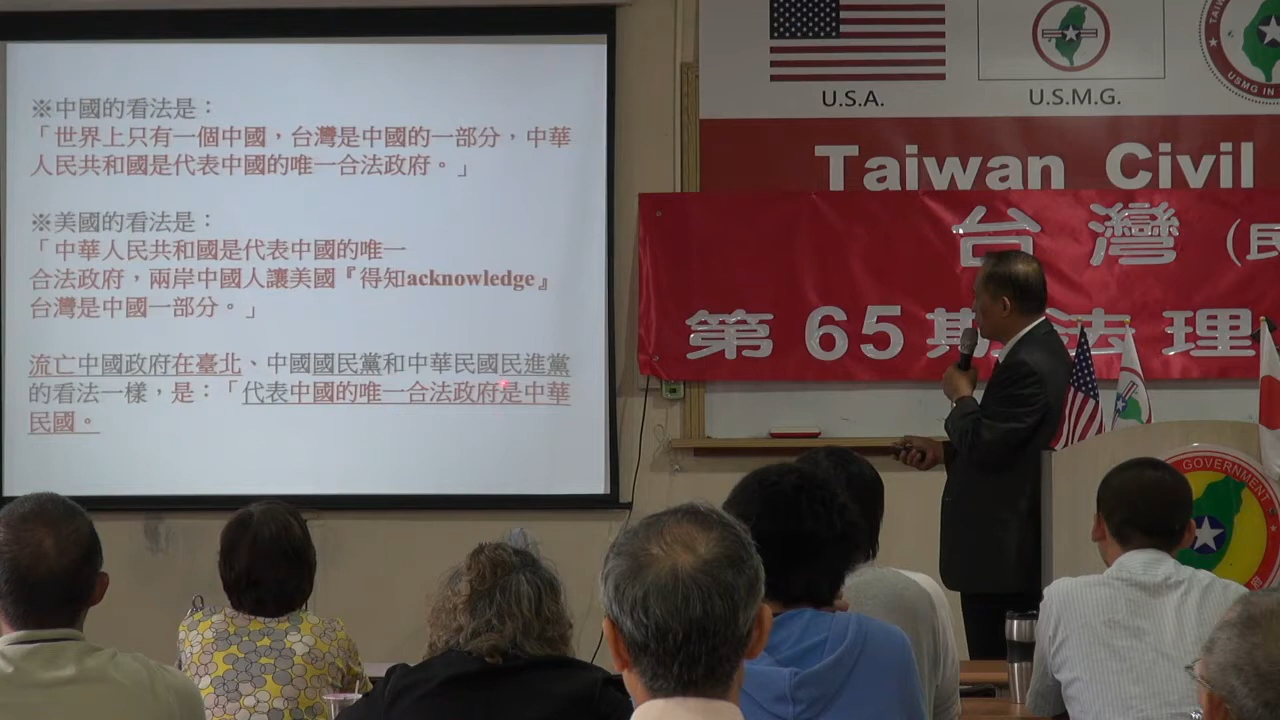 ※中國的看法是：
「世界上只有一個中國，台灣是中國的一部分，中華
人民共和國是代表中國的唯一合法政府。」
※美國的看法是：
「中華人民共和國是代表中國的唯一
合法政府，兩岸中國人讓美國『得知acknowledge』
台灣是中國一部分。」
流亡中國政府在臺北、中國國民黨和中華民國民進黨
的看法一樣，是：「代表中國的唯一合法政府是中華
民國。」
U.S.A.
U.S.M.G.
USMG IN
Taiwan Civil
台灣（民
第65期法理
GOVERNMENT